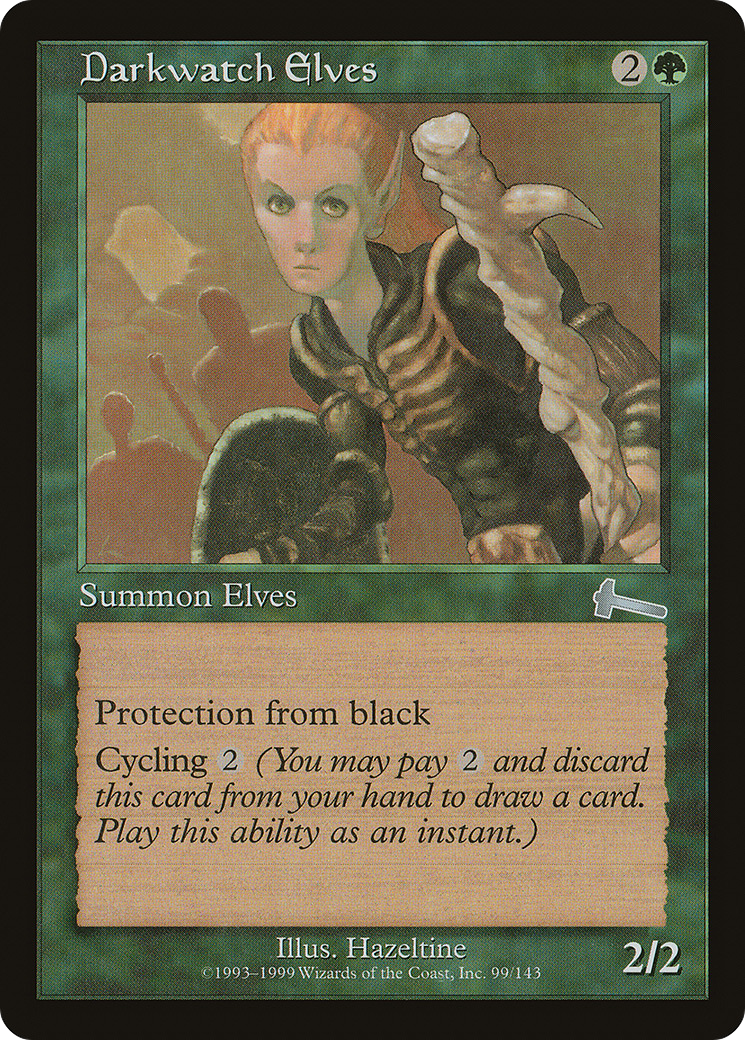 Darkwatch Elves 2
Summon Elves
Protection from black
Cycling 2 (You may pay 2 and discard
this card from your hand to draw a card.
Play this ability as an instant.)
Illus. Hazeltine
©1993–1999 Wizards of the Coast, Inc. 99/143
2/2